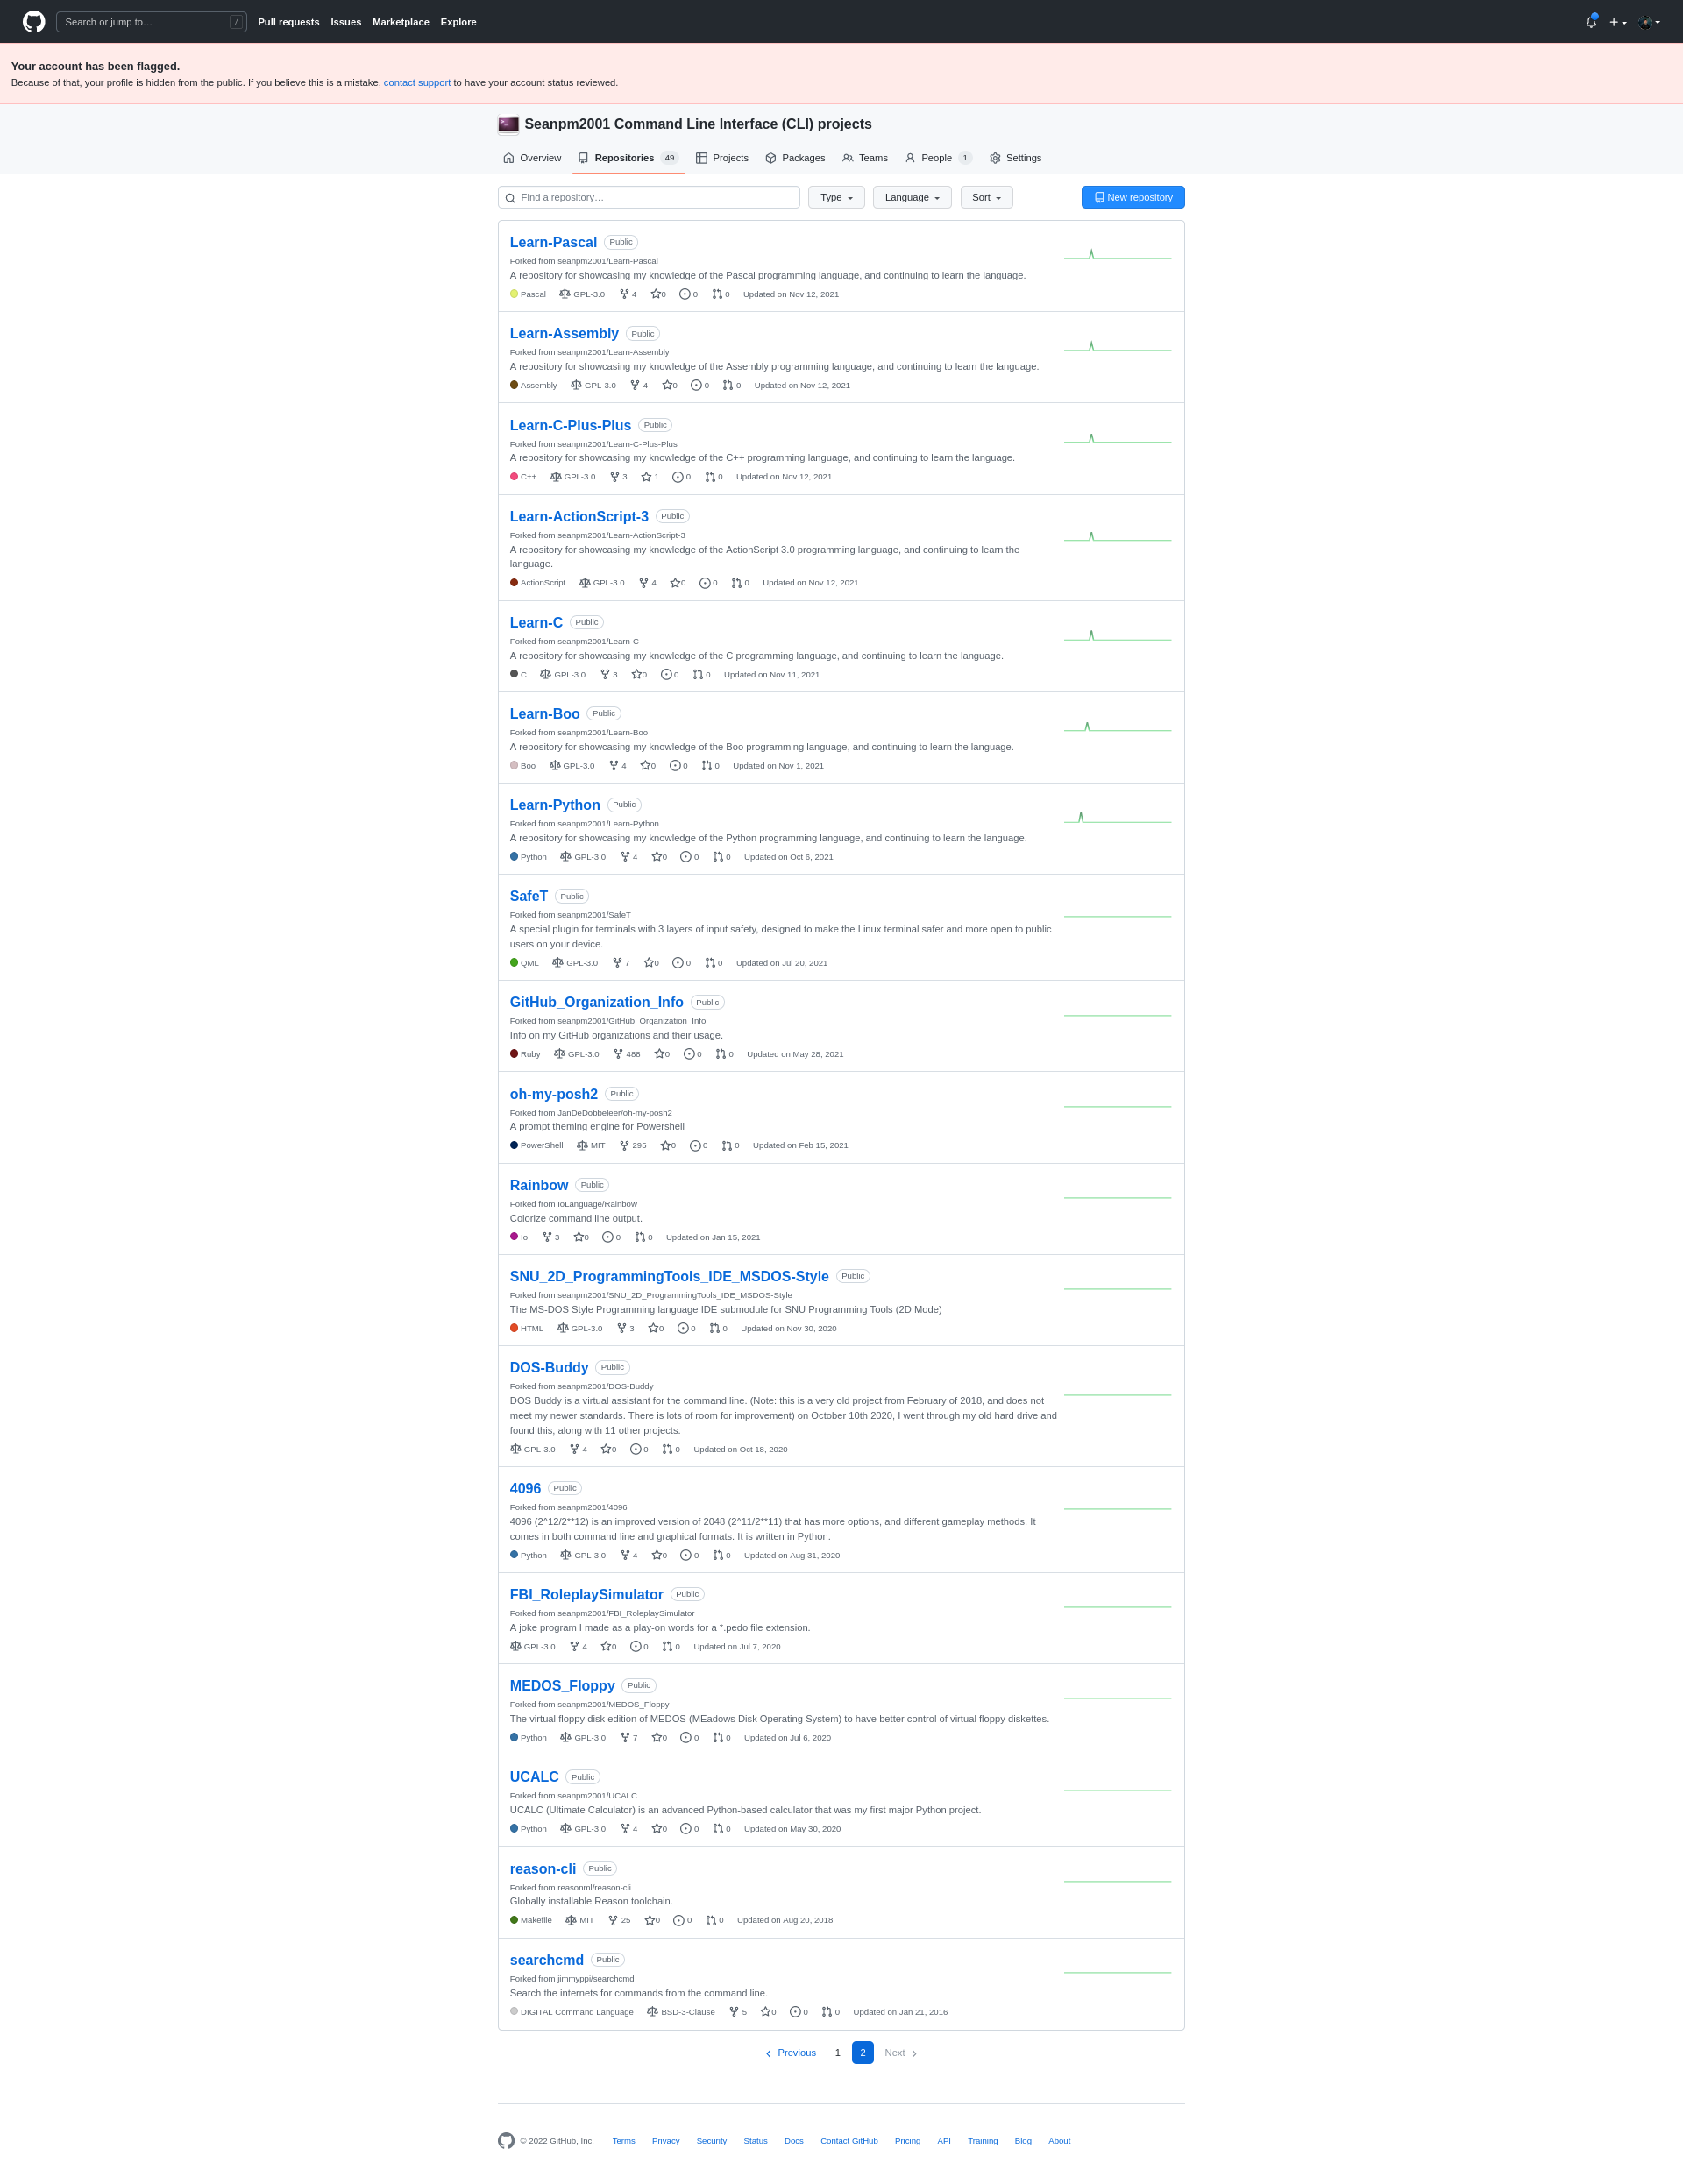 Search or jump to… / Pull requests Issues Marketplace Explore
Your account has been flagged.
Because of that, your profile is hidden from the public. If you believe this is a mistake, contact support to have your account status reviewed.
Seanpm2001 Command Line Interface (CLI) projects
Overview Repositories 49 Projects Packages Teams People 1 Settings
Find a repository… Type Language Sort New repository
Learn-Pascal Public
Forked from seanpm2001/Learn-Pascal
A repository for showcasing my knowledge of the Pascal programming language, and continuing to learn the language.
Pascal GPL-3.0 4 0 0 0 Updated on Nov 12, 2021
Learn-Assembly Public
Forked from seanpm2001/Learn-Assembly
A repository for showcasing my knowledge of the Assembly programming language, and continuing to learn the language.
Assembly GPL-3.0 4 0 0 0 Updated on Nov 12, 2021
Learn-C-Plus-Plus Public
Forked from seanpm2001/Learn-C-Plus-Plus
A repository for showcasing my knowledge of the C++ programming language, and continuing to learn the language.
C++ GPL-3.0 3 1 0 0 Updated on Nov 12, 2021
Learn-ActionScript-3 Public
Forked from seanpm2001/Learn-ActionScript-3
A repository for showcasing my knowledge of the ActionScript 3.0 programming language, and continuing to learn the
language.
ActionScript GPL-3.0 4 0 0 0 Updated on Nov 12, 2021
Learn-C Public
Forked from seanpm2001/Learn-C
A repository for showcasing my knowledge of the C programming language, and continuing to learn the language.
C GPL-3.0 3 0 0 0 Updated on Nov 11, 2021
Learn-Boo Public
Forked from seanpm2001/Learn-Boo
A repository for showcasing my knowledge of the Boo programming language, and continuing to learn the language.
Boo GPL-3.0 4 0 0 0 Updated on Nov 1, 2021
Learn-Python Public
Forked from seanpm2001/Learn-Python
A repository for showcasing my knowledge of the Python programming language, and continuing to learn the language.
Python GPL-3.0 4 0 0 0 Updated on Oct 6, 2021
SafeT Public
Forked from seanpm2001/SafeT
A special plugin for terminals with 3 layers of input safety, designed to make the Linux terminal safer and more open to public
users on your device.
QML GPL-3.0 7 0 0 0 Updated on Jul 20, 2021
GitHub_Organization_Info Public
Forked from seanpm2001/GitHub_Organization_Info
Info on my GitHub organizations and their usage.
Ruby GPL-3.0 488 0 0 0 Updated on May 28, 2021
oh-my-posh2 Public
Forked from JanDeDobbeleer/oh-my-posh2
A prompt theming engine for Powershell
PowerShell MIT 295 0 0 0 Updated on Feb 15, 2021
Rainbow Public
Forked from IoLanguage/Rainbow
Colorize command line output.
Io 3 0 0 0 Updated on Jan 15, 2021
SNU_2D_ProgrammingTools_IDE_MSDOS-Style Public
Forked from seanpm2001/SNU_2D_ProgrammingTools_IDE_MSDOS-Style
The MS-DOS Style Programming language IDE submodule for SNU Programming Tools (2D Mode)
HTML GPL-3.0 3 0 0 0 Updated on Nov 30, 2020
DOS-Buddy Public
Forked from seanpm2001/DOS-Buddy
DOS Buddy is a virtual assistant for the command line. (Note: this is a very old project from February of 2018, and does not
meet my newer standards. There is lots of room for improvement) on October 10th 2020, I went through my old hard drive and
found this, along with 11 other projects.
GPL-3.0 4 0 0 0 Updated on Oct 18, 2020
4096 Public
Forked from seanpm2001/4096
4096 (2^12/2**12) is an improved version of 2048 (2^11/2**11) that has more options, and different gameplay methods. It
comes in both command line and graphical formats. It is written in Python.
Python GPL-3.0 4 0 0 0 Updated on Aug 31, 2020
FBI_RoleplaySimulator Public
Forked from seanpm2001/FBI_RoleplaySimulator
A joke program I made as a play-on words for a *.pedo file extension.
GPL-3.0 4 0 0 0 Updated on Jul 7, 2020
MEDOS_Floppy Public
Forked from seanpm2001/MEDOS_Floppy
The virtual floppy disk edition of MEDOS (MEadows Disk Operating System) to have better control of virtual floppy diskettes.
Python GPL-3.0 7 0 0 0 Updated on Jul 6, 2020
UCALC Public
Forked from seanpm2001/UCALC
UCALC (Ultimate Calculator) is an advanced Python-based calculator that was my first major Python project.
Python GPL-3.0 4 0 0 0 Updated on May 30, 2020
reason-cli Public
Forked from reasonml/reason-cli
Globally installable Reason toolchain.
Makefile MIT 25 0 0 0 Updated on Aug 20, 2018
searchcmd Public
Forked from jimmyppi/searchcmd
Search the internets for commands from the command line.
DIGITAL Command Language BSD-3-Clause 5 0 0 0 Updated on Jan 21, 2016
Previous 1 2 Next
© 2022 GitHub, Inc. Terms Privacy Security Status Docs Contact GitHub Pricing API Training Blog About